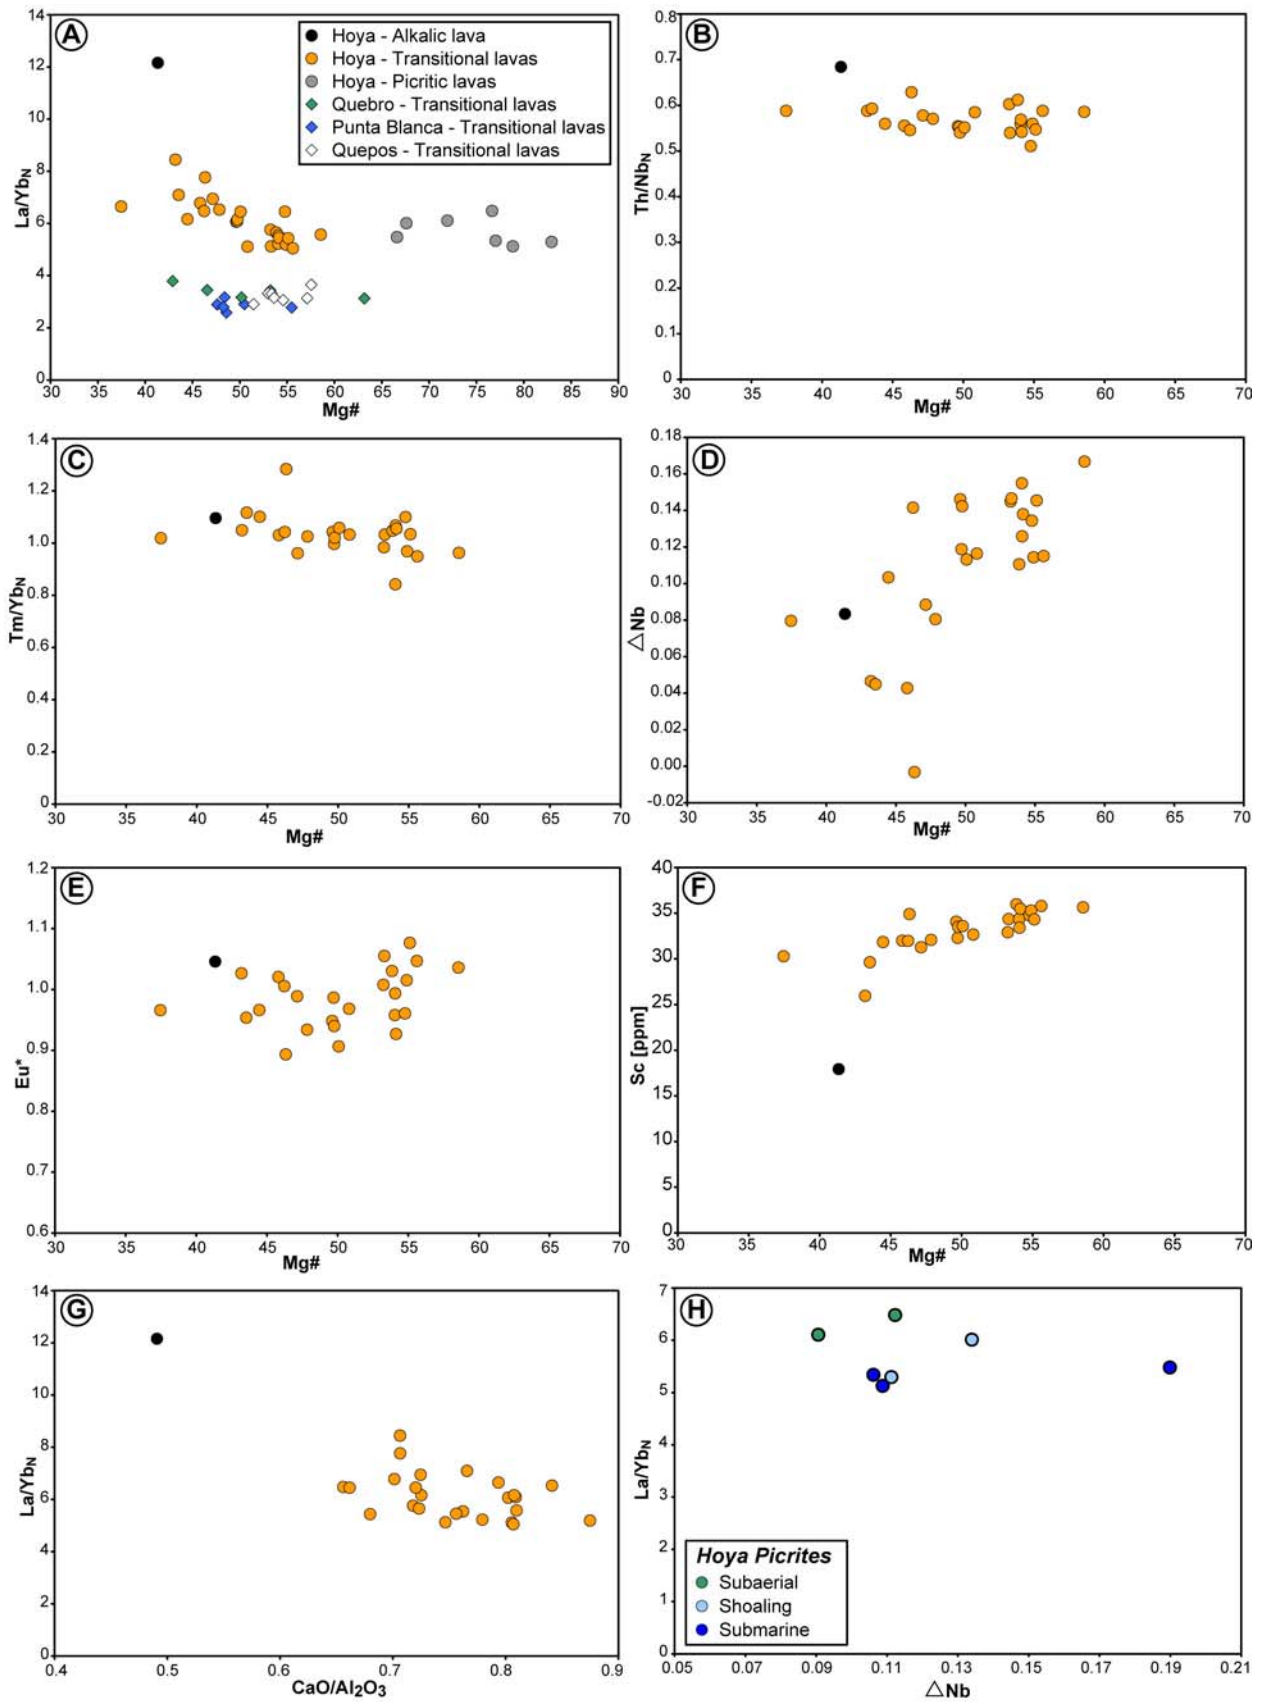 A
14
12
10
8
6
4
2
0
La/YbN
30 35 40 45 50 55 60 65 70 75 80 85 90
Mg#
Hoya - Alkalic lava
Hoya - Transitional lavas
Hoya - Picritic lavas
Quebro - Transitional lavas
Punta Blanca - Transitional lavas
Quepos - Transitional lavas
B
0.8
0.7
0.6
0.5
0.4
0.3
0.2
0.1
0
Th/NbN
30 35 40 45 50 55 60 65 70
Mg#
C
1.4
1.2
1.0
0.8
0.6
0.4
0.2
0
Tm/YbN
30 35 40 45 50 55 60 65 70
Mg#
D
0.18
0.16
0.14
0.12
0.10
0.08
0.06
0.04
0.02
0.00
-0.02
△Nb
30 35 40 45 50 55 60 65 70
Mg#
E
1.2
1.1
1.0
0.9
0.8
0.7
0.6
Eu*
30 35 40 45 50 55 60 65 70
Mg#
F
40
35
30
25
20
15
10
5
0
Sc [ppm]
30 35 40 45 50 55 60 65 70
Mg#
G
14
12
10
8
6
4
2
0
La/YbN
0.4 0.5 0.6 0.7 0.8 0.9
CaO/Al2O3
H
7
6
5
4
3
2
1
0
La/YbN
Hoya Picrites
Subaerial
Shoaling
Submarine
0.05 0.07 0.09 0.11 0.13 0.15 0.17 0.19 0.21
△Nb